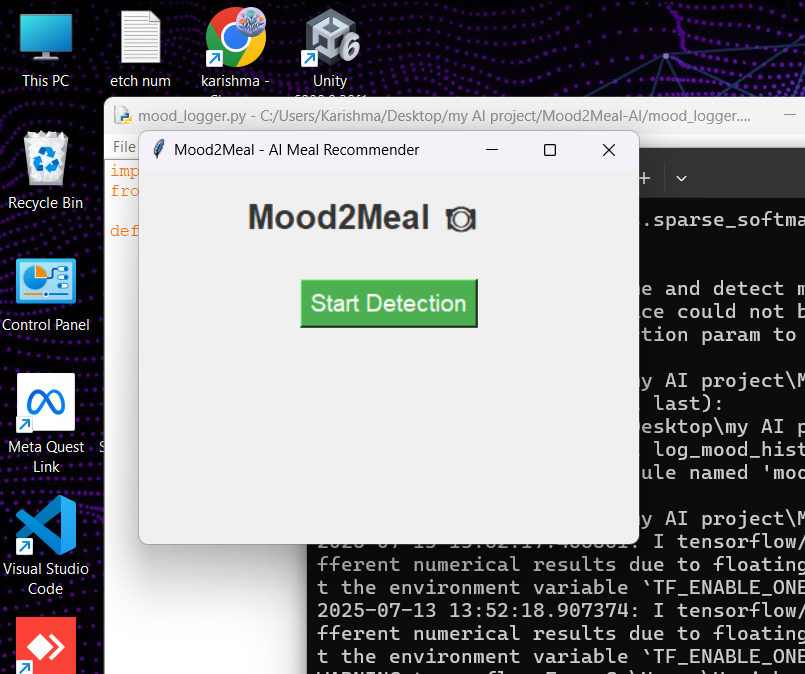 This PC
etch num
karishma -
Unity
Recycle Bin
Control Panel
Meta Quest
Link
Visual Studio
Code
mood_logger.py - C:/Users/Karishma/Desktop/my AI project/Mood2Meal-AI/mood_logger....
File
imp
fro
def
Mood2Meal - AI Meal Recommender
Mood2Meal
Start Detection
.sparse_softma
e and detect m
ce could not b
tion param to
y AI project\M
last):
esktop\my AI p
log_mood_hist
ule named 'moo
y AI project\M
2025-07-13 13:52:17.468681: I tensorflow/
fferent numerical results due to floating
t the environment variable `TF_ENABLE_ONE
2025-07-13 13:52:18.907374: I tensorflow/
fferent numerical results due to floating
t the environment variable `TF_ENABLE_ONE